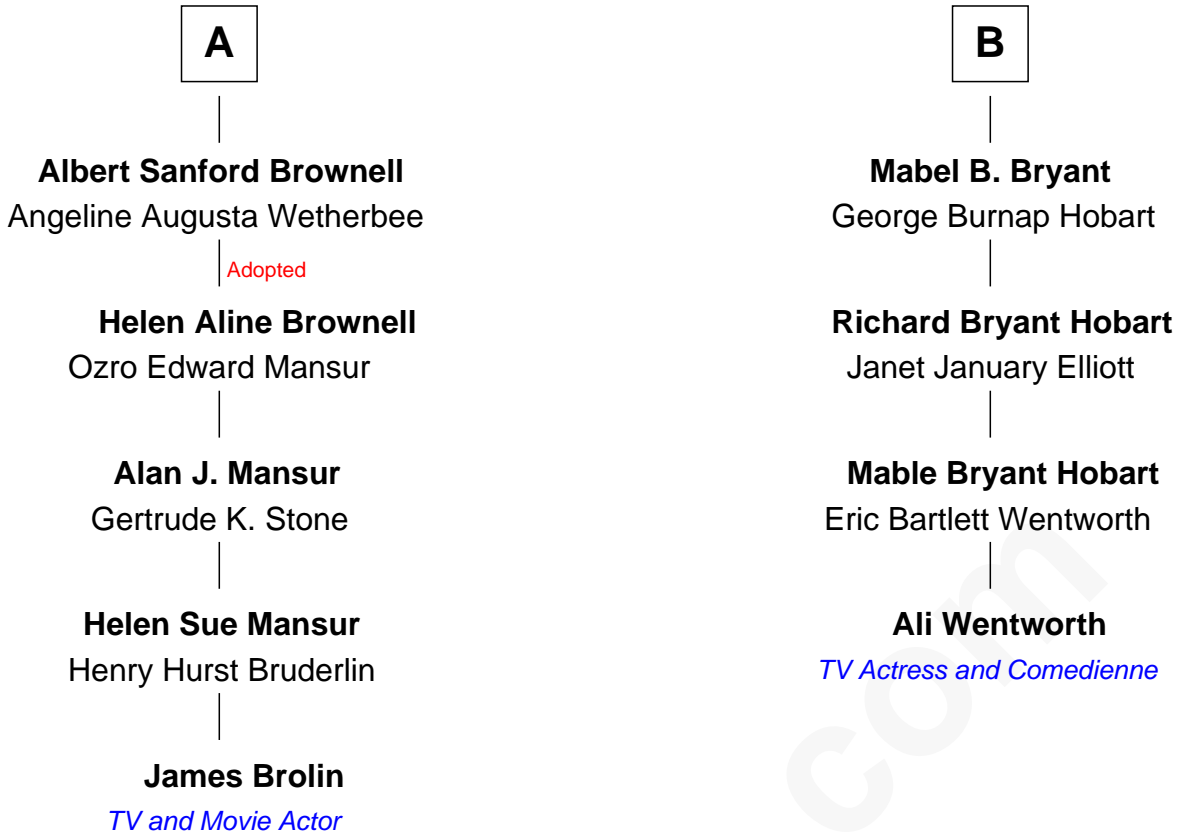 A
Albert Sanford Brownell
Angeline Augusta Wetherbee
Adopted
Helen Aline Brownell
Ozro Edward Mansur
Alan J. Mansur
Gertrude K. Stone
Helen Sue Mansur
Henry Hurst Bruderlin
James Brolin
TV and Movie Actor
B
Mabel B. Bryant
George Burnap Hobart
Richard Bryant Hobart
Janet January Elliott
Mable Bryant Hobart
Eric Bartlett Wentworth
Ali Wentworth
TV Actress and Comedienne
com